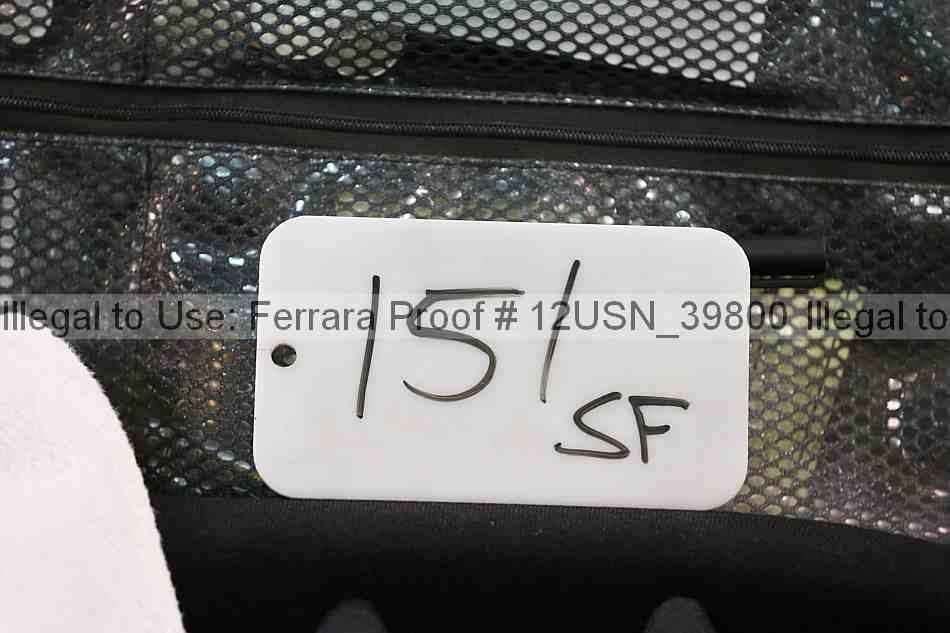 151
SF
Illegal to Use: Ferrara Proof # 12USN_39800 Illegal to